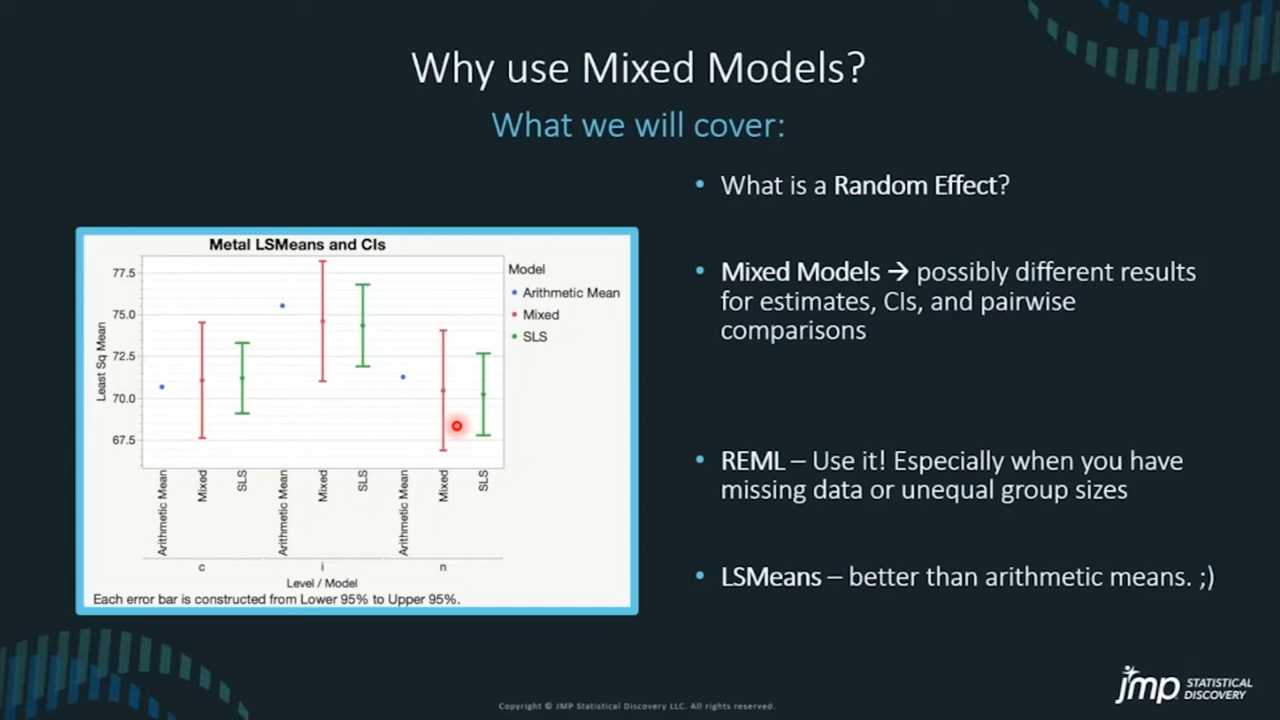 Why use Mixed Models?
What we will cover:
• What is a Random Effect?
• Mixed Models → possibly different results
for estimates, CIs, and pairwise
comparisons
• REML – Use it! Especially when you have
missing data or unequal group sizes
• LSMeans – better than arithmetic means. ;)
Metal LSMeans and CIs
Least Sq Mean
77.5
75.0
72.5
70.0
67.5
Model
Arithmetic Mean
Mixed
SLS
Arithmetic Mean
Mixed
SLS
Arithmetic Mean
Mixed
SLS
Arithmetic Mean
Mixed
SLS
c
i
n
Level / Model
Each error bar is constructed from Lower 95% to Upper 95%.
jmp STATISTICAL
DISCOVERY
Copyright © JMP Statistical Discovery LLC. All rights reserved.